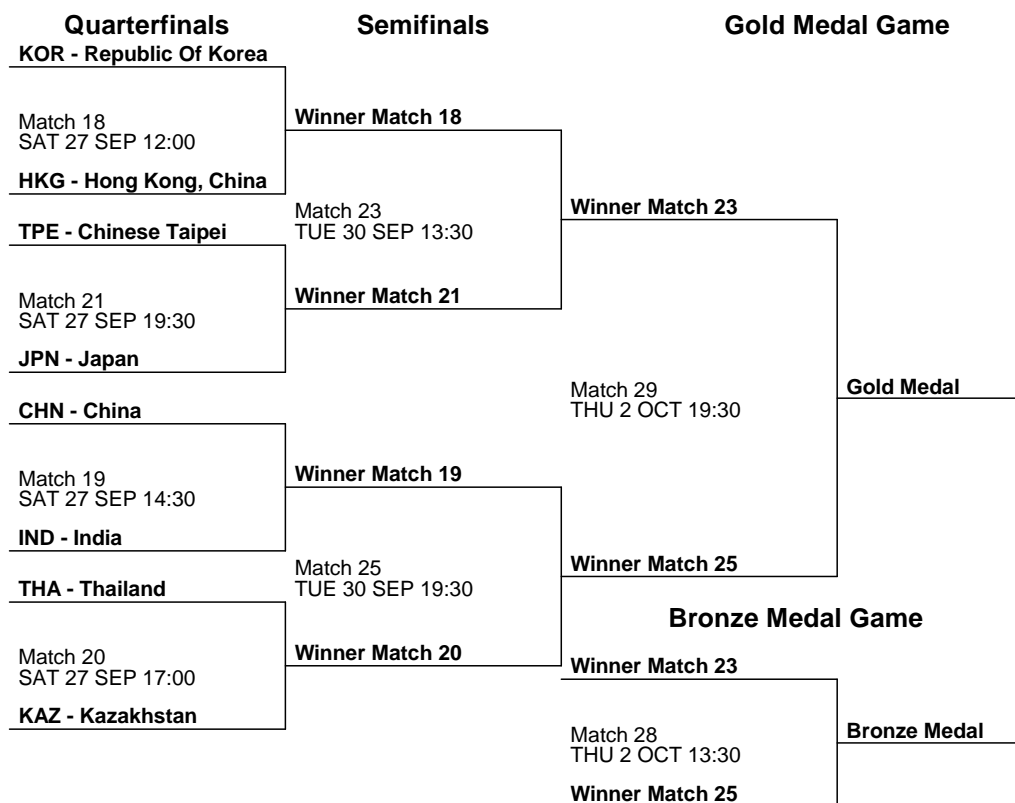 Quarterfinals
Semifinals
Gold Medal Game
KOR - Republic Of Korea
Match 18
SAT 27 SEP 12:00
HKG - Hong Kong, China
Winner Match 18
TPE - Chinese Taipei
Match 21
SAT 27 SEP 19:30
JPN - Japan
Match 23
TUE 30 SEP 13:30
Winner Match 21
Winner Match 23
CHN - China
Match 19
SAT 27 SEP 14:30
IND - India
Winner Match 19
THA - Thailand
Match 20
SAT 27 SEP 17:00
KAZ - Kazakhstan
Match 25
TUE 30 SEP 19:30
Winner Match 20
Match 29
THU 2 OCT 19:30
Gold Medal
Winner Match 25
Bronze Medal Game
Winner Match 23
Match 28
THU 2 OCT 13:30
Winner Match 25
Bronze Medal